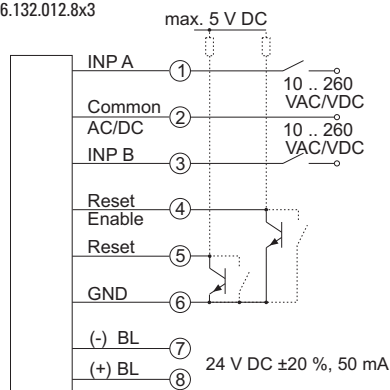 6.132.012.8x3
max. 5 V DC
INP A
1
10 .. 260
VAC/VDC
Common
AC/DC
2
10 .. 260
VAC/VDC
INP B
3
Reset
Enable
4
Reset
5
GND
6
(-) BL
7
(+) BL
8
24 V DC ±20 %, 50 mA